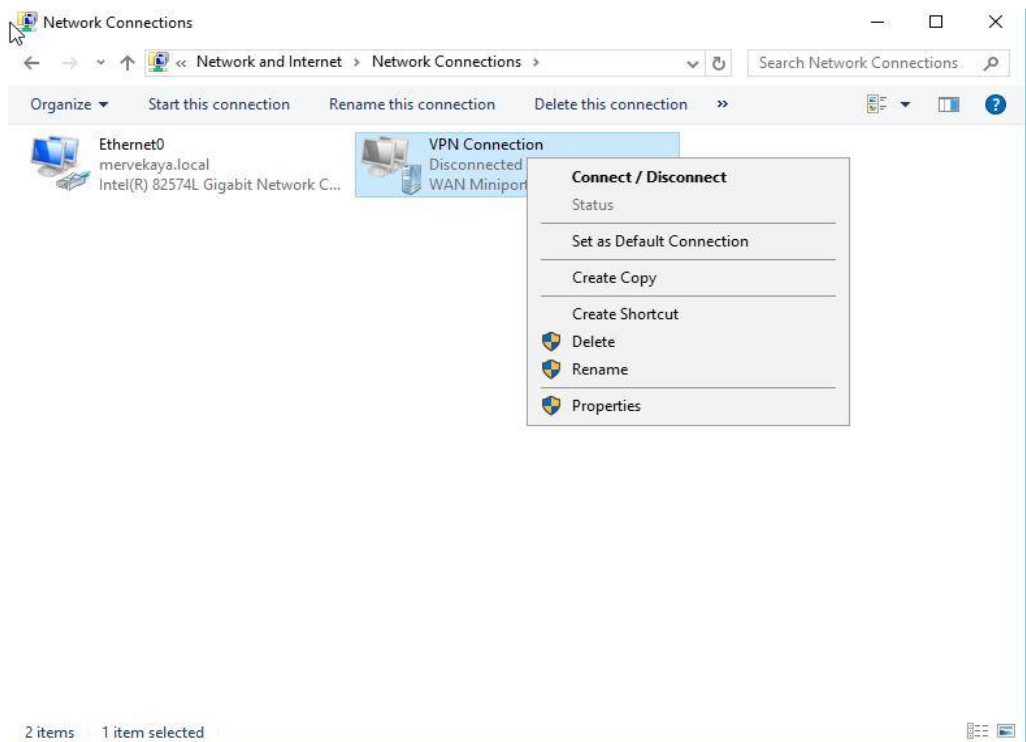 Network Connections
« Network and Internet > Network Connections >
Search Network Connections
Organize Start this connection Rename this connection Delete this connection »
Ethernet0
mervekaya.local
Intel(R) 82574L Gigabit Network C...
VPN Connection
Disconnected
WAN Miniport
Connect / Disconnect
Status
Set as Default Connection
Create Copy
Create Shortcut
Delete
Rename
Properties
2 items 1 item selected